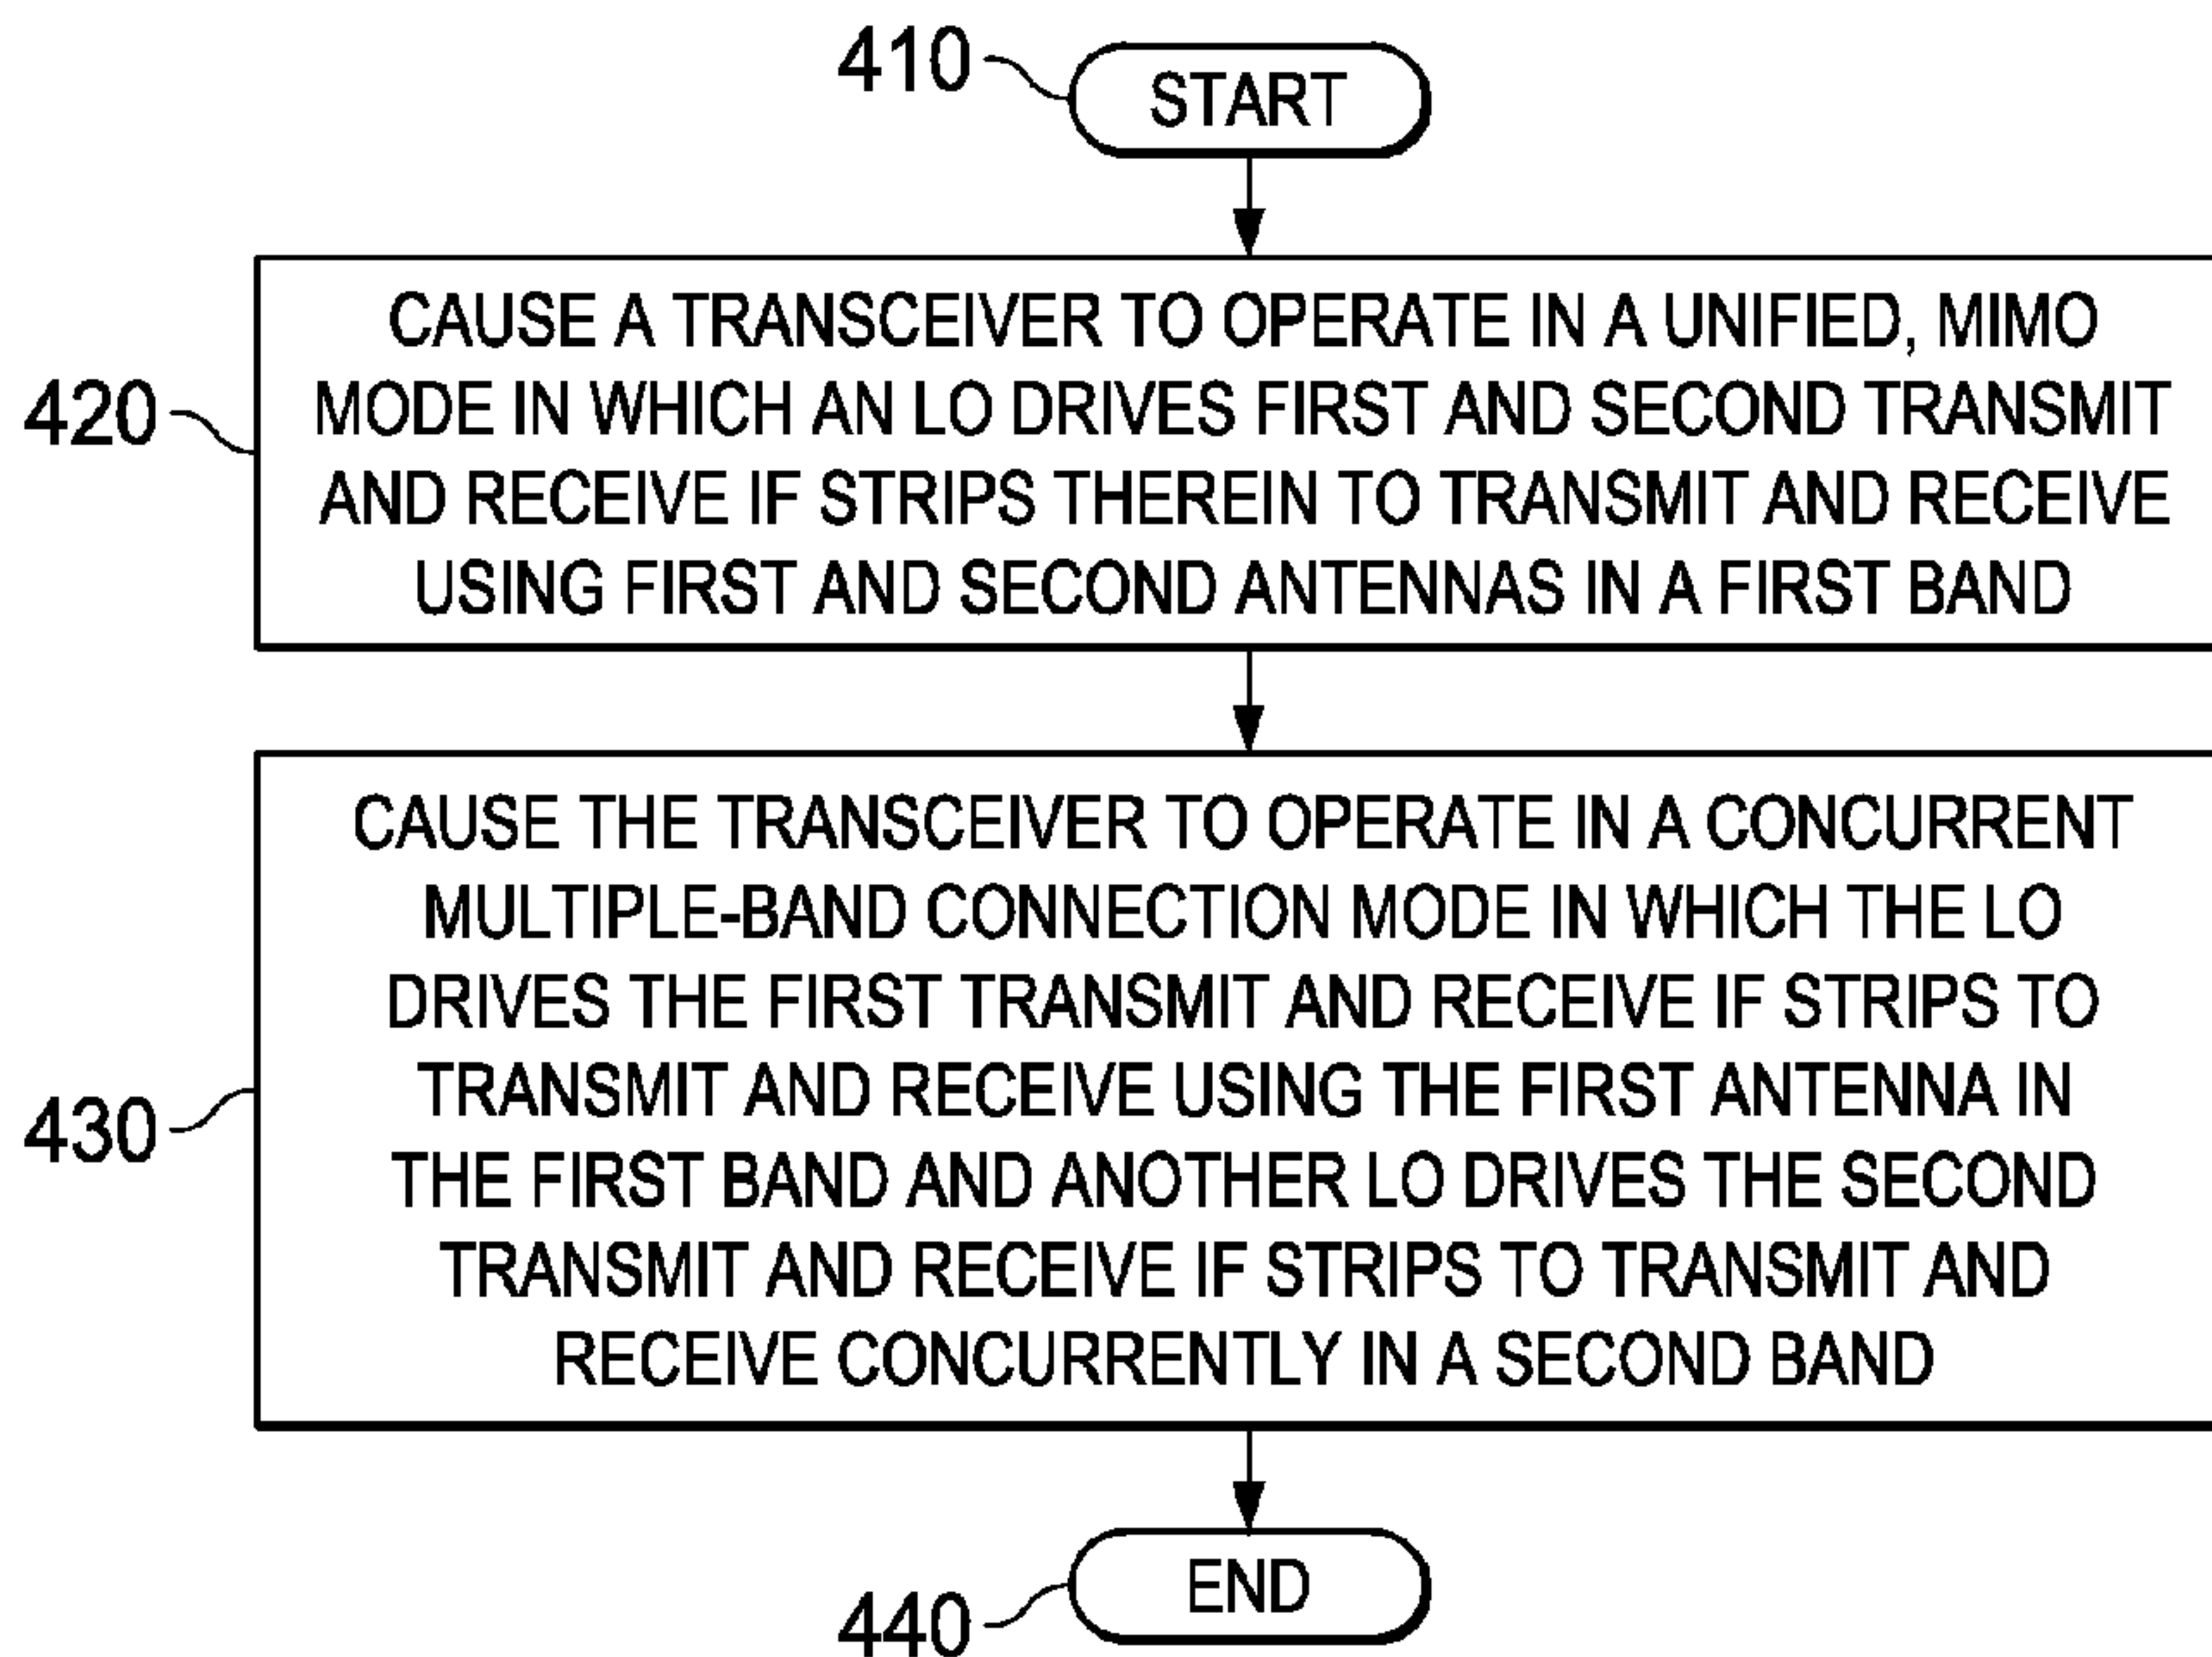 410
START
420
CAUSE A TRANSCEIVER TO OPERATE IN A UNIFIED, MIMO
MODE IN WHICH AN LO DRIVES FIRST AND SECOND TRANSMIT
AND RECEIVE IF STRIPS THEREIN TO TRANSMIT AND RECEIVE
USING FIRST AND SECOND ANTENNAS IN A FIRST BAND
430
CAUSE THE TRANSCEIVER TO OPERATE IN A CONCURRENT
MULTIPLE-BAND CONNECTION MODE IN WHICH THE LO
DRIVES THE FIRST TRANSMIT AND RECEIVE IF STRIPS TO
TRANSMIT AND RECEIVE USING THE FIRST ANTENNA IN
THE FIRST BAND AND ANOTHER LO DRIVES THE SECOND
TRANSMIT AND RECEIVE IF STRIPS TO TRANSMIT AND
RECEIVE CONCURRENTLY IN A SECOND BAND
440
END